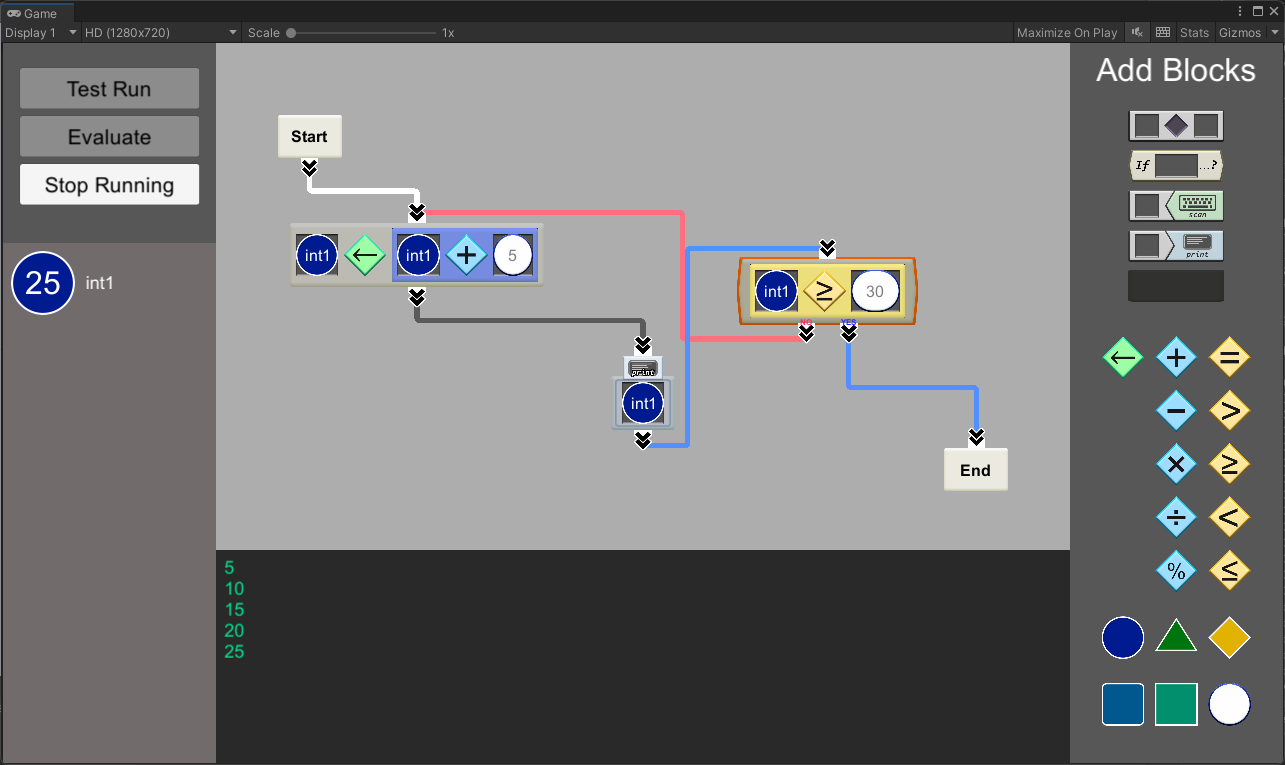 Game
Display 1 HD (1280x720) Scale 1x Maximize On Play Stats Gizmos
Test Run
Evaluate
Stop Running
25 int1
Start
int1 ← int1 + 5
print
int1
int1 ≥ 30
NO YES
End
5
10
15
20
25
Add Blocks
If ...?
scan
print
← + =
− >
× ≥
÷ <
% ≤